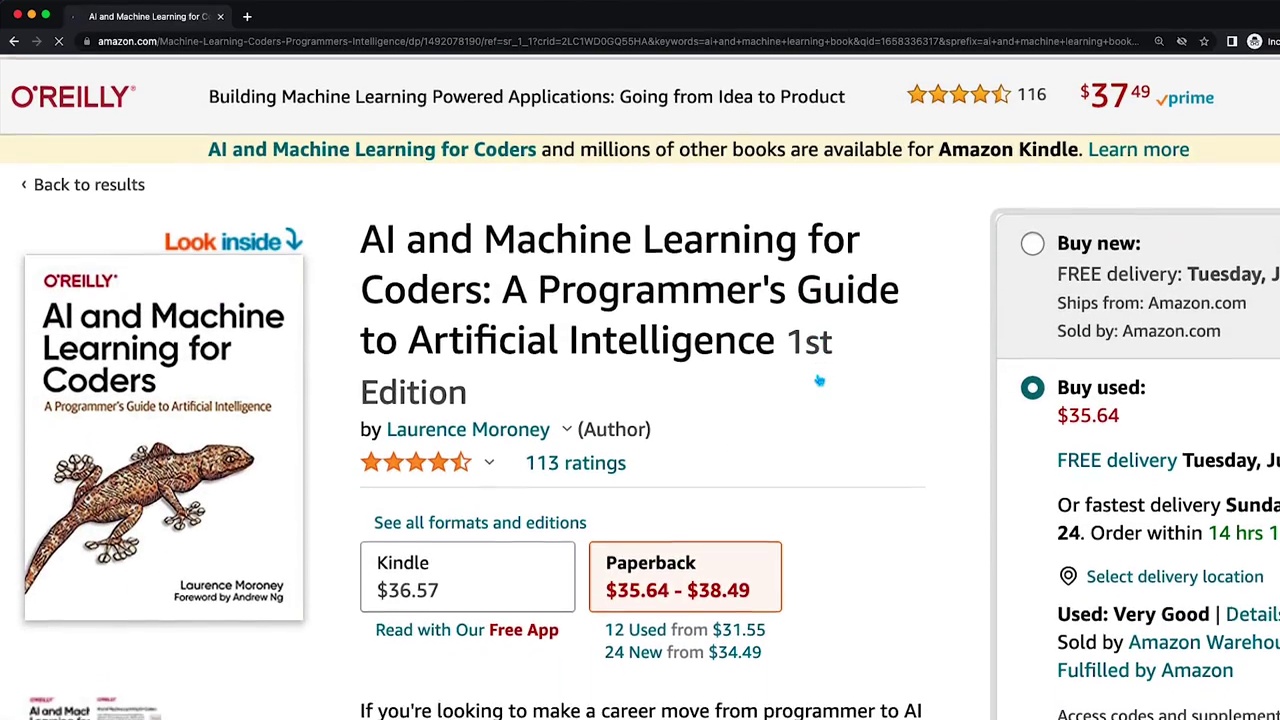 AI and Machine Learning for Co
amazon.com/Machine-Learning-Coders-Programmers-Intelligence/dp/1492078190/ref=sr_1_1?crid=2LC1WD0GQ55HA&keywords=ai+and+machine+learning+book&qid=1658336317&sprefix=ai+and+machine+learning+book...
O'REILLY
Building Machine Learning Powered Applications: Going from Idea to Product
116
$37 49
prime
AI and Machine Learning for Coders and millions of other books are available for Amazon Kindle. Learn more
‹ Back to results
Look inside
O'REILLY
AI and Machine
Learning for
Coders
A Programmer's Guide to Artificial Intelligence
Laurence Moroney
Foreword by Andrew Ng
AI and Machine Learning for
Coders: A Programmer's Guide
to Artificial Intelligence 1st
Edition
by Laurence Moroney (Author)
113 ratings
See all formats and editions
Kindle
$36.57
Read with Our Free App
Paperback
$35.64 - $38.49
12 Used from $31.55
24 New from $34.49
If you're looking to make a career move from programmer to AI
Buy new:
FREE delivery: Tuesday, J
Ships from: Amazon.com
Sold by: Amazon.com
Buy used:
$35.64
FREE delivery Tuesday, Ju
Or fastest delivery Sunda
24. Order within 14 hrs 1
Select delivery location
Used: Very Good | Details
Sold by Amazon Warehou
Fulfilled by Amazon
Access codes and supplement